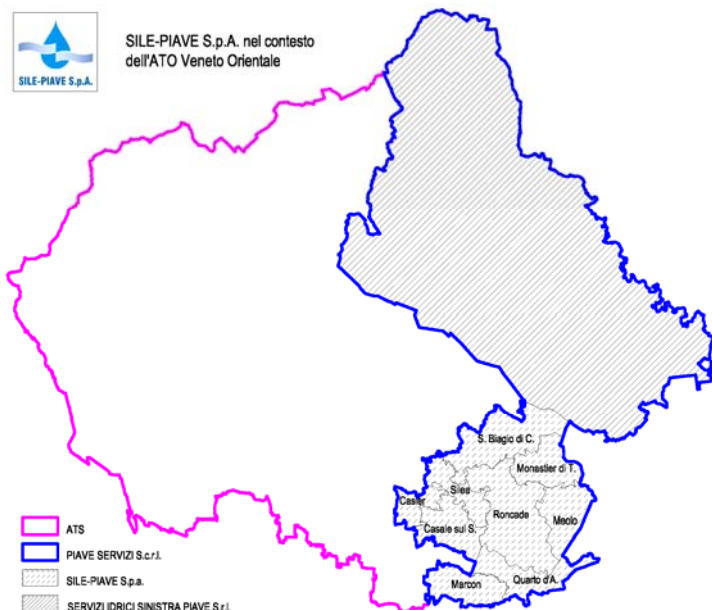 SILE-PIAVE S.p.A. nel contesto
dell'ATO Veneto Orientale
SILE-PIAVE S.p.A.
S. Biagio di C.
Monastier di T.
Silea
Casier
Roncade
Meolo
Casale sul S.
Marcon
Quarto d'A.
ATS
PIAVE SERVIZI S.c.r.l.
SILE-PIAVE S.p.a.
SERVIZI IDRICI SINISTRA PIAVE S.r.l.